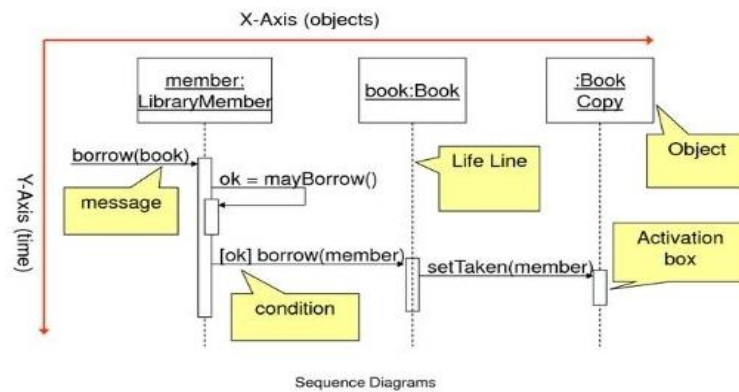 X-Axis (objects)
member:
LibraryMember
book:Book
:Book
Copy
borrow(book)
message
ok = mayBorrow()
Life Line
Object
Y-Axis (time)
[ok] borrow(member)
condition
setTaken(member)
Activation
box
Sequence Diagrams